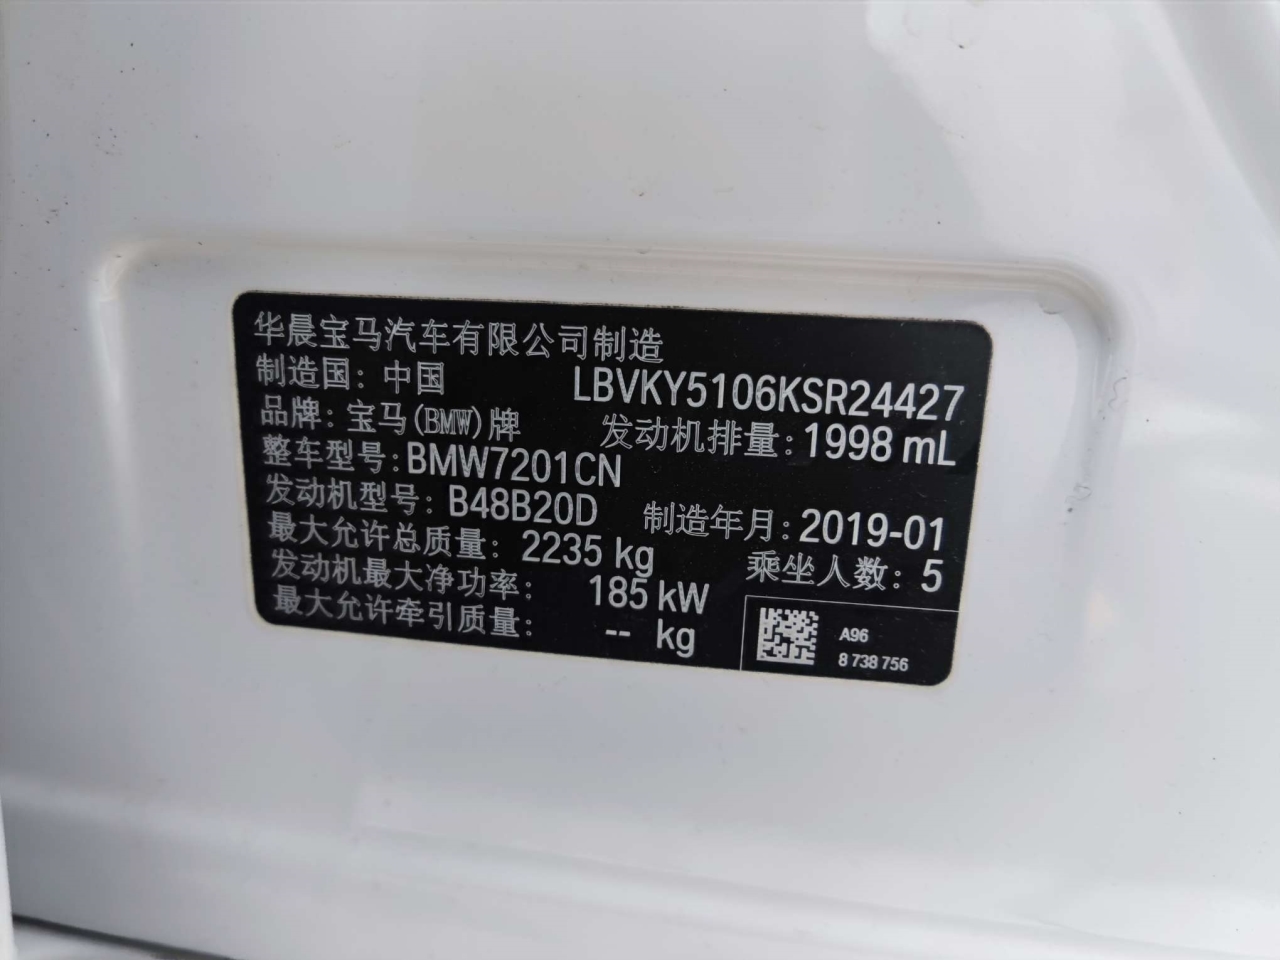 华晨宝马汽车有限公司制造
制造国: 中国 LBVKY5106KSR24427
品牌: 宝马(BMW)牌 发动机排量: 1998 mL
整车型号: BMW7201CN
发动机型号: B48B20D 制造年月: 2019-01
最大允许总质量: 2235 kg 乘坐人数: 5
发动机最大净功率: 185 kW
最大允许牵引质量: -- kg
A96
8 738 756